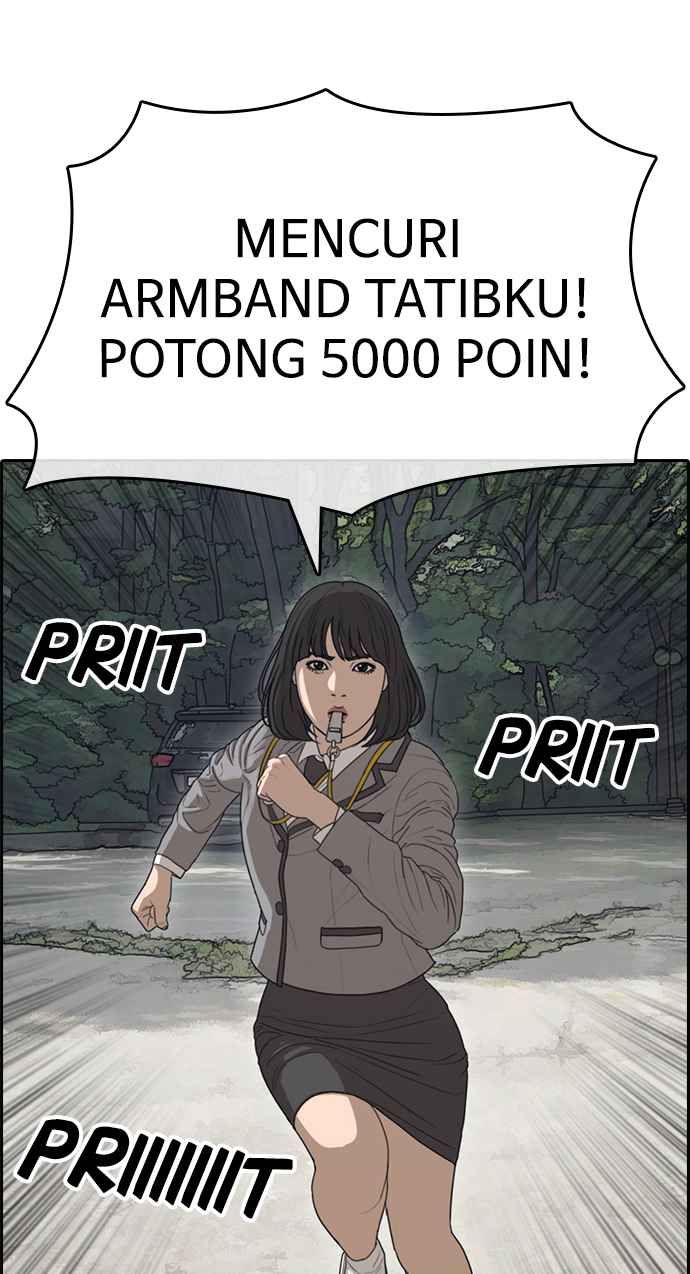 MENCURI
ARMBAND TATIBKU!
POTONG 5000 POIN!
PRIIT
PRIIT
PRIIIIIIIT